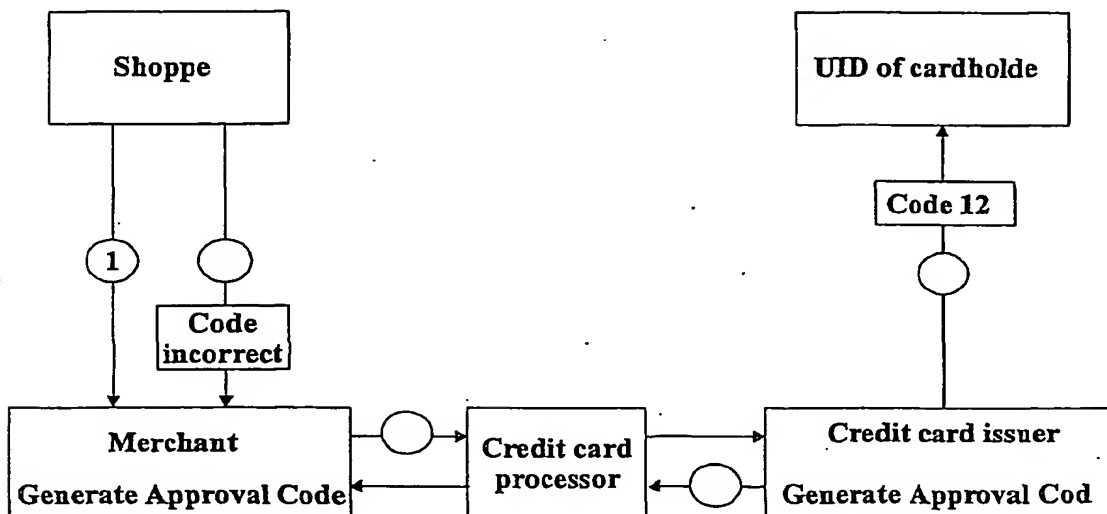 Shoppe
UID of cardholde
Code 12
1
Code
incorrect
Merchant
Generate Approval Code
Credit card
processor
Credit card issuer
Generate Approval Cod